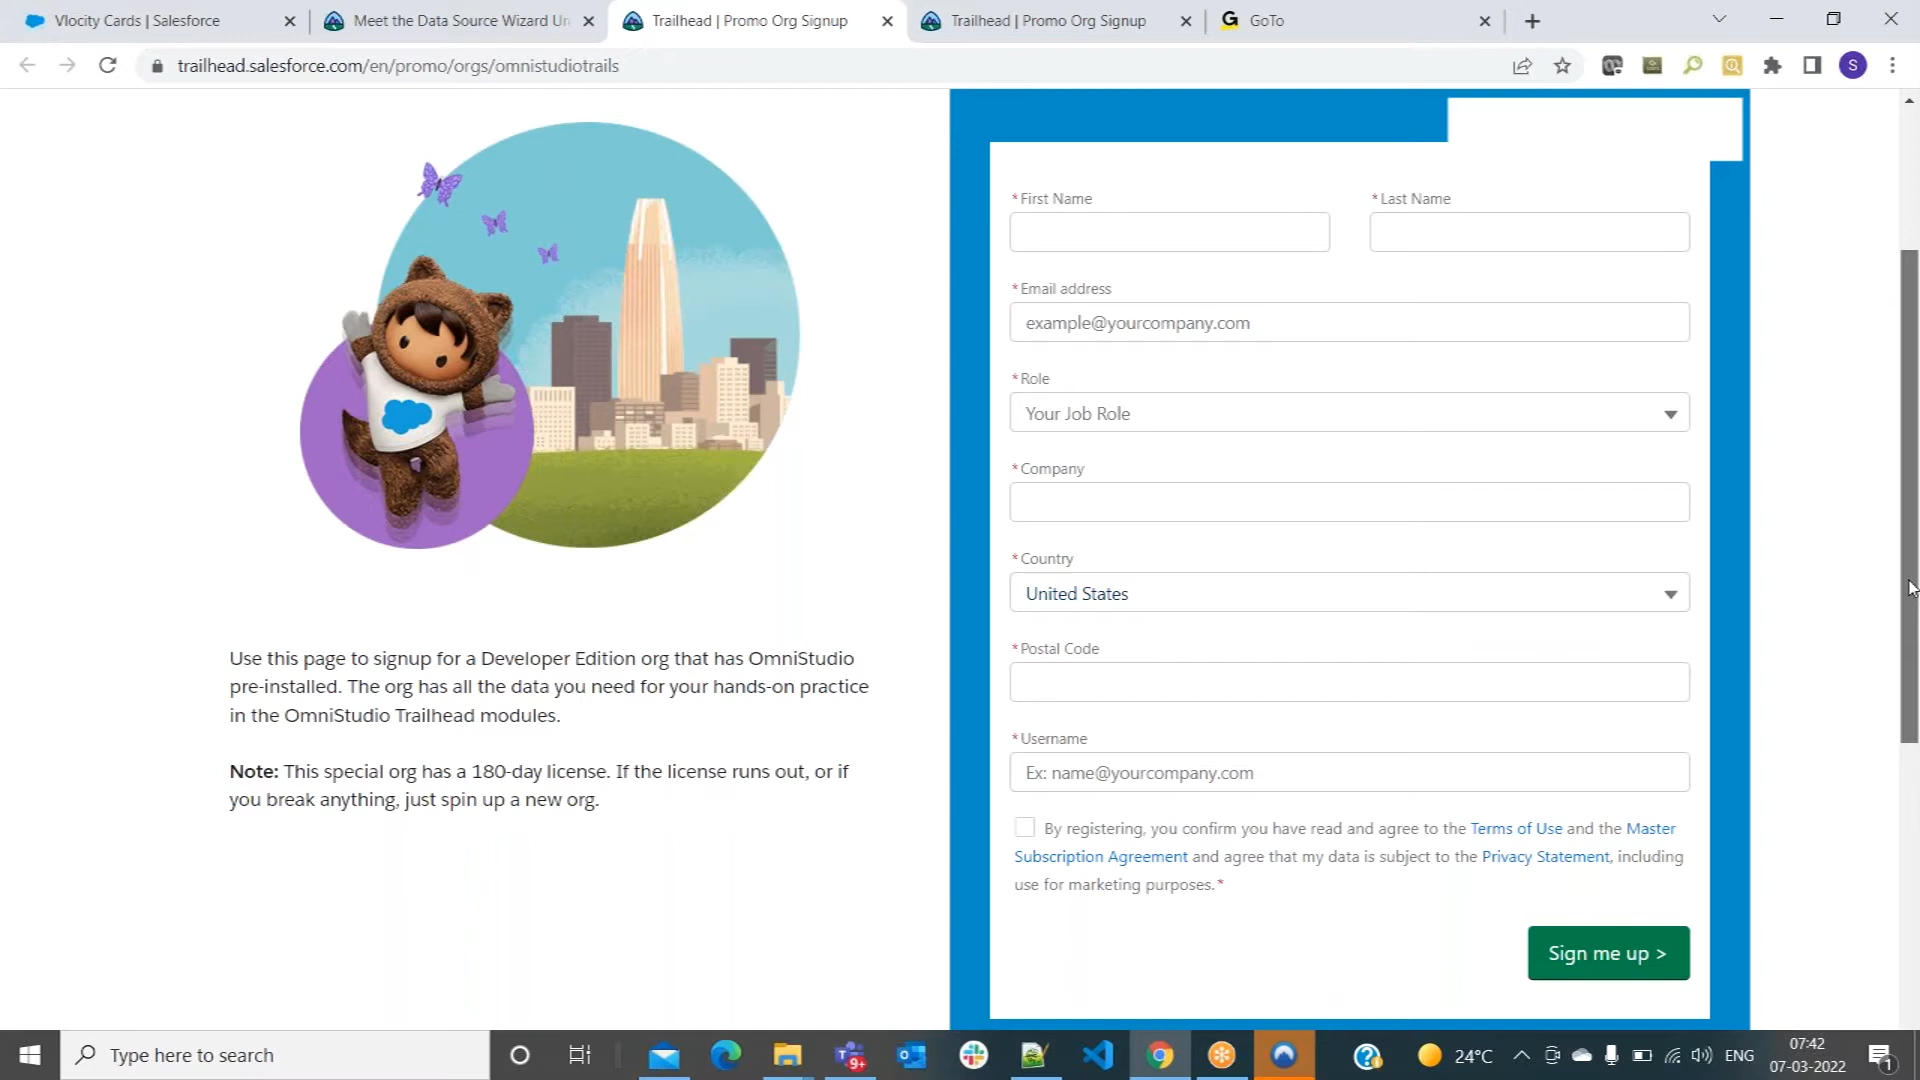 Vlocity Cards | Salesforce
Meet the Data Source Wizard Un
Trailhead | Promo Org Signup
Trailhead | Promo Org Signup
GoTo
trailhead.salesforce.com/en/promo/orgs/omnistudiotrails
S
* First Name
* Last Name
* Email address
example@yourcompany.com
* Role
Your Job Role
* Company
* Country
United States
* Postal Code
* Username
Ex: name@yourcompany.com
By registering, you confirm you have read and agree to the Terms of Use and the Master
Subscription Agreement and agree that my data is subject to the Privacy Statement, including
use for marketing purposes. *
Sign me up >
Use this page to signup for a Developer Edition org that has OmniStudio
pre-installed. The org has all the data you need for your hands-on practice
in the OmniStudio Trailhead modules.
Note: This special org has a 180-day license. If the license runs out, or if
you break anything, just spin up a new org.
Type here to search
9+
24°C
ENG
07:42
07-03-2022
1